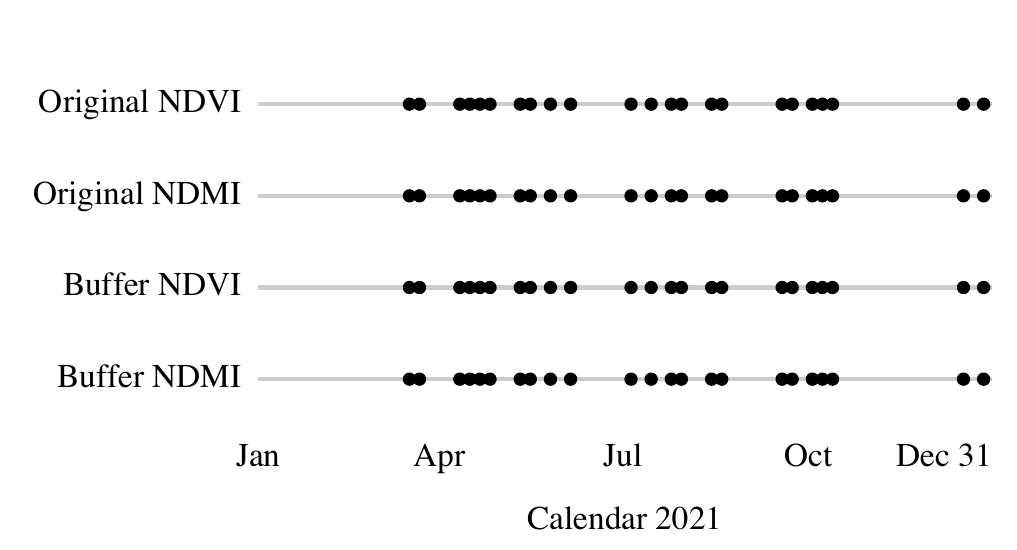 Original NDVI
Original NDMI
Buffer NDVI
Buffer NDMI
Jan Apr Jul Oct Dec 31
Calendar 2021